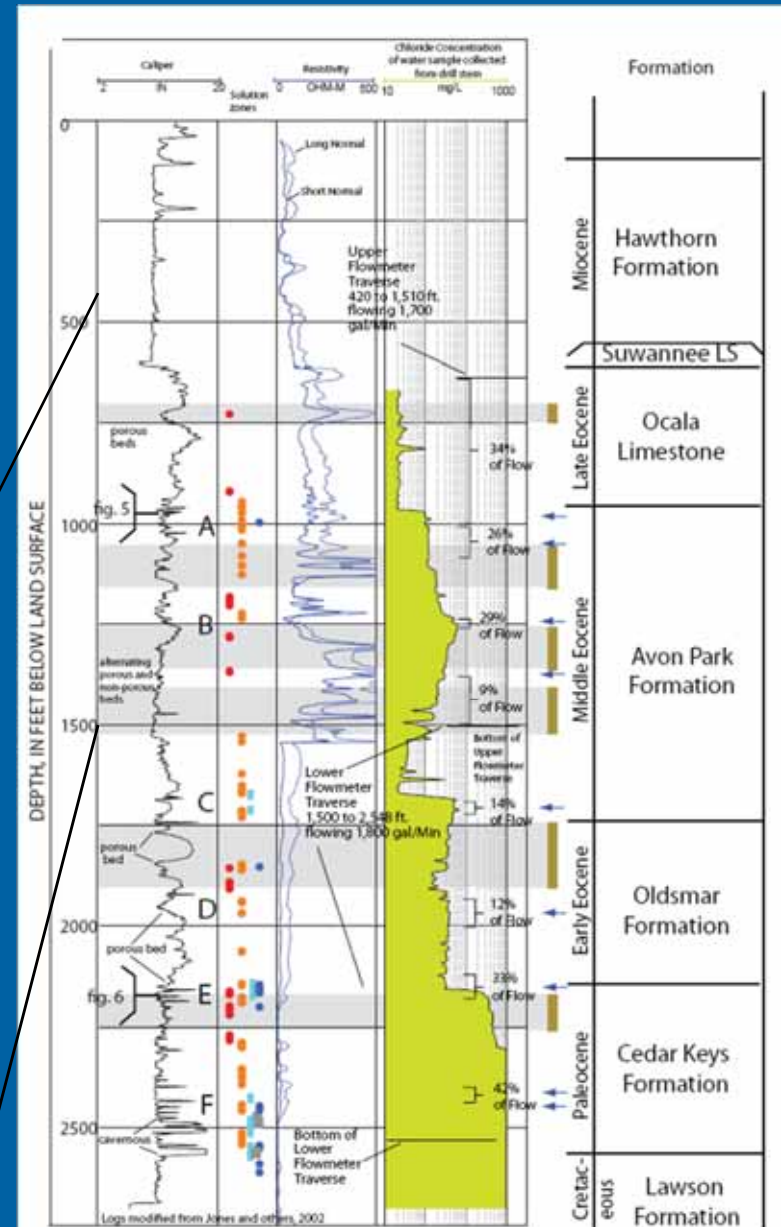 Caliper
2 IN 20
Solution
zones
Resistivity
0 OHM-M 800
Chloride Concentration
of water sample collected
from drill stem
10 mg/L 1000
Formation
DEPTH, IN FEET BELOW LAND SURFACE
0
Long Normal
Short Normal
Miocene
Hawthorn
Formation
Upper
Flowmeter
Traverse
420 to 1,510 ft.
flowing 1,700
gal/Min
500
Suwannee LS
Late Eocene
Ocala
Limestone
porous
beds
34%
of Flow
fig. 5
A
1000
26%
of Flow
B
29%
of Flow
Middle Eocene
Avon Park
Formation
alternating
porous and
non-porous
beds
9%
of Flow
1500
Bottom of
Upper
Flowmeter
Traverse
Lower
Flowmeter
Traverse
1,500 to 2,548 ft.
flowing 1,800 gal/Min
C
14%
of Flow
porous
bed
Early Eocene
Oldsmar
Formation
D
12%
of Flow
2000
porous bed
fig. 6
E
33%
of Flow
Paleocene
Cedar Keys
Formation
F
42%
of Flow
cavernous
2500
Bottom of
Lower
Flowmeter
Traverse
Cretac-
eous
Lawson
Formation
Logs modified from Jones and others, 2002